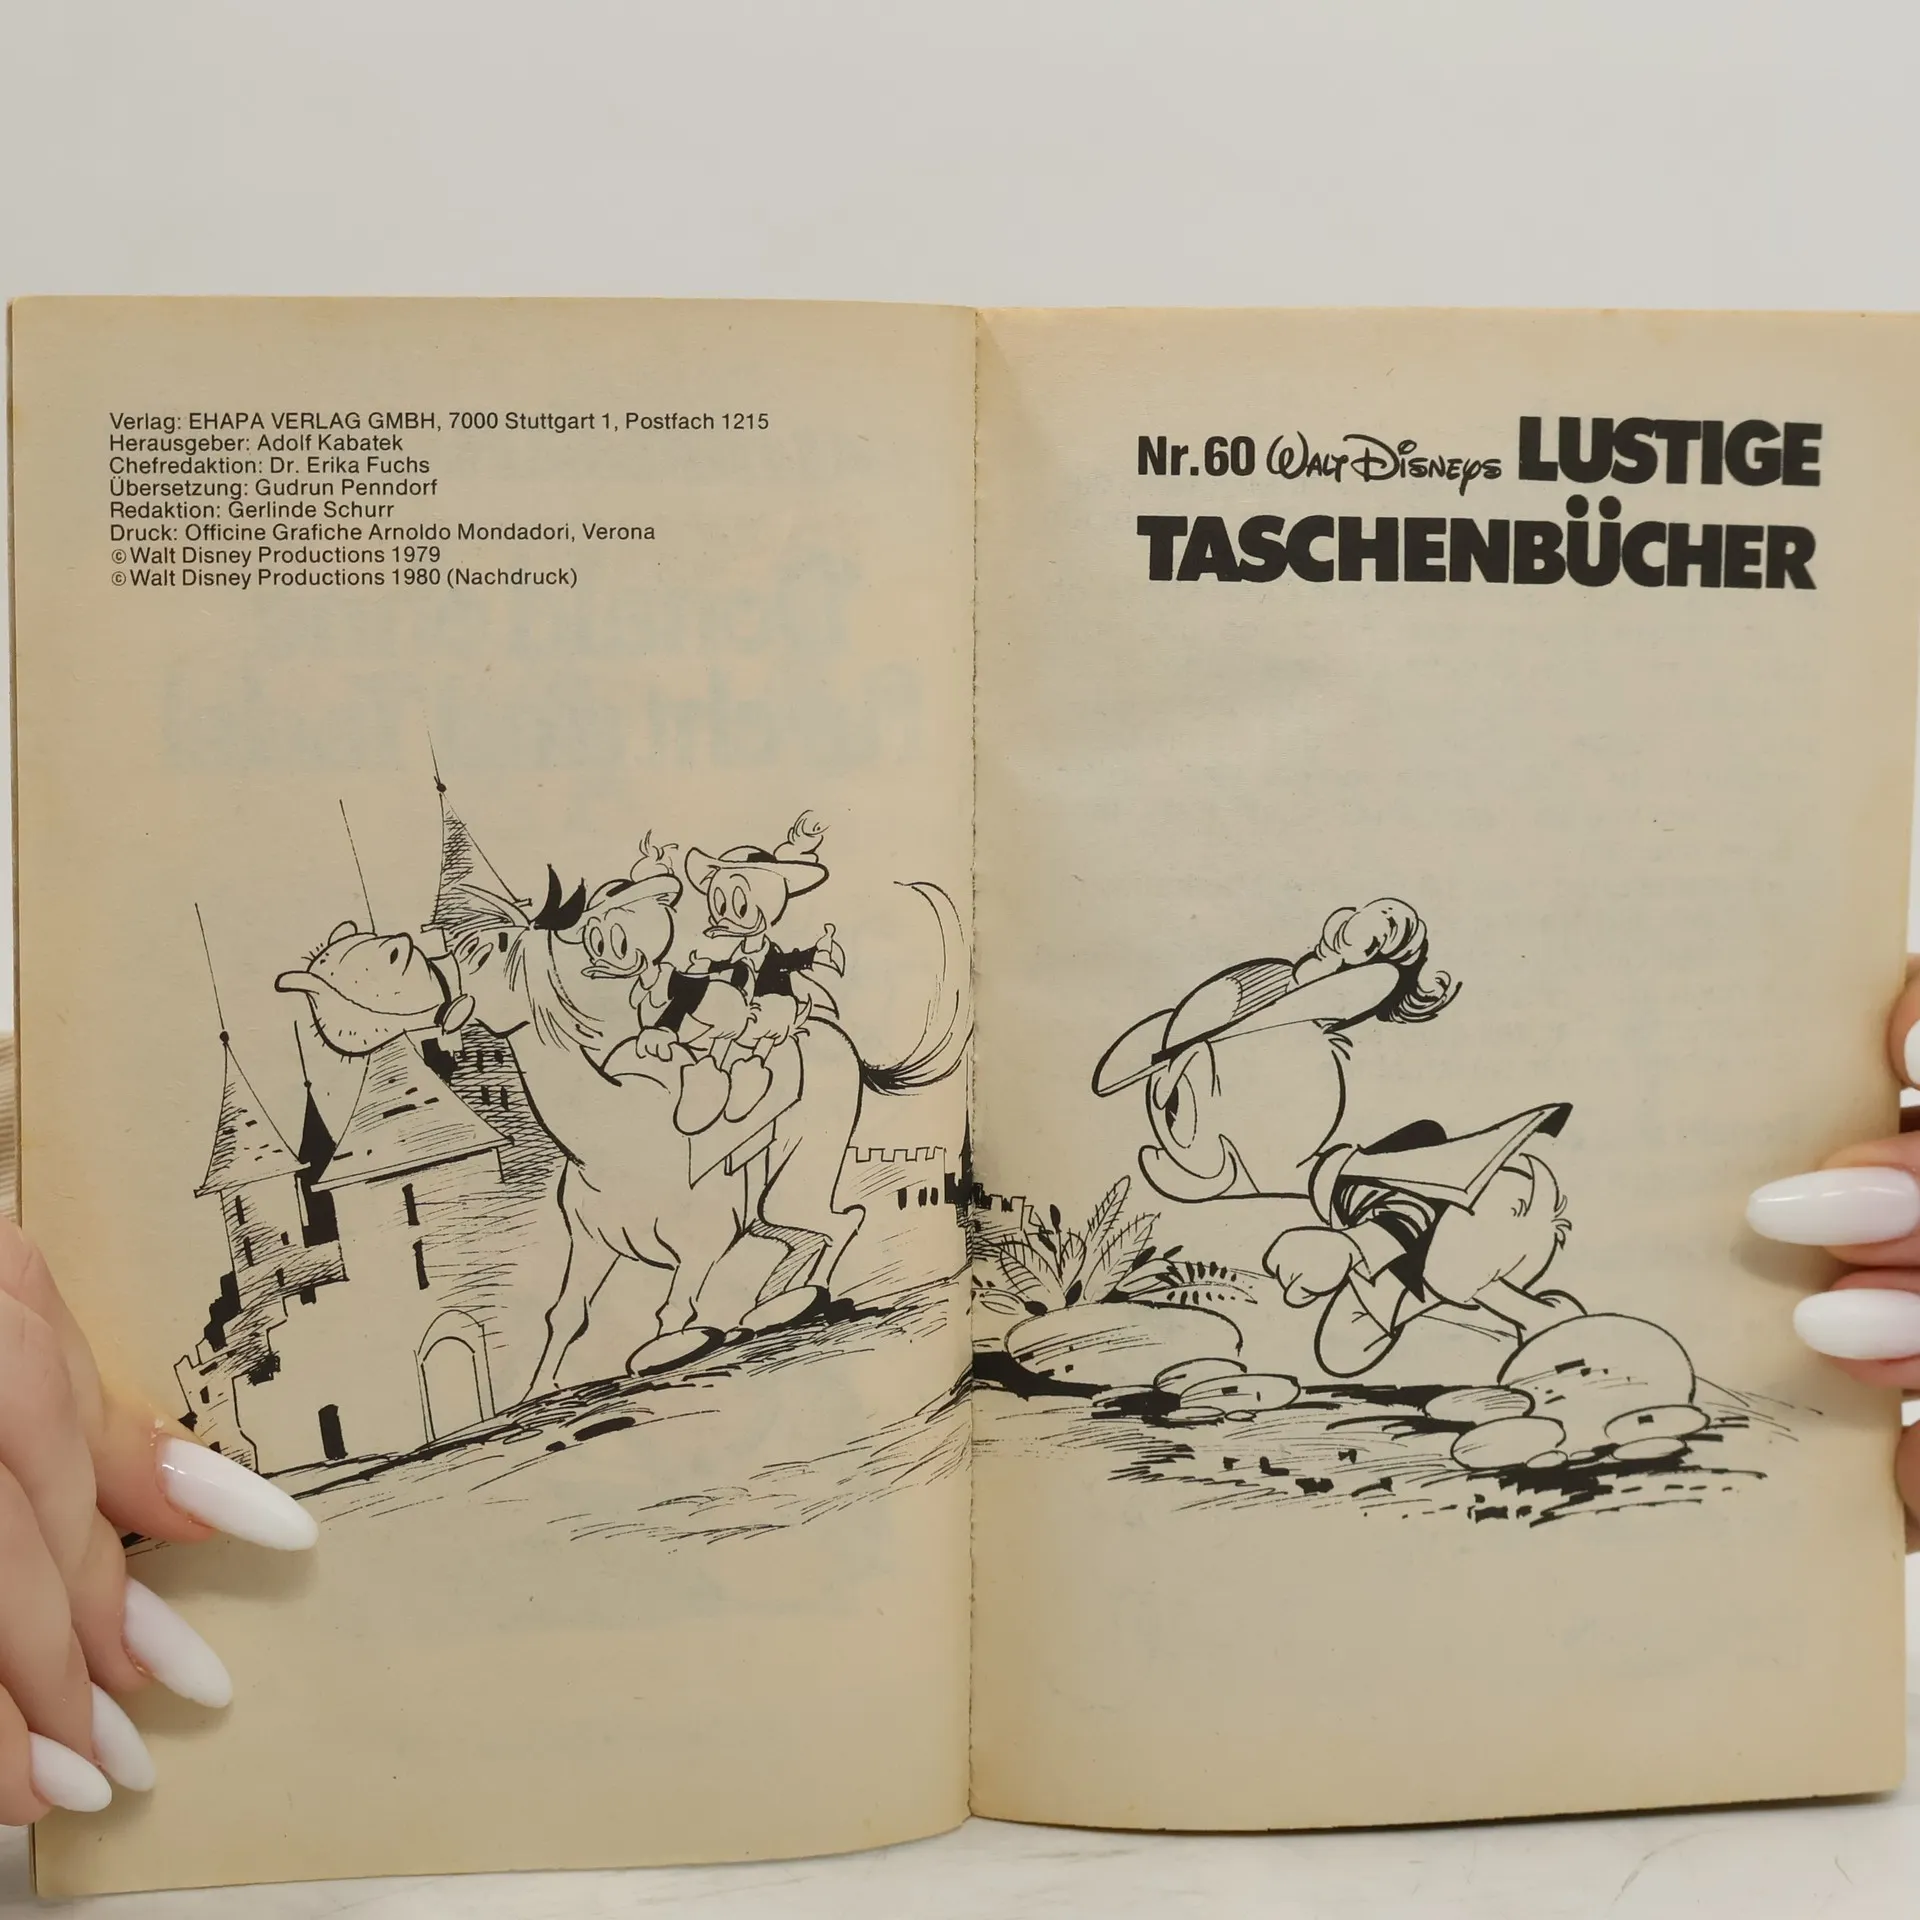 Verlag: EHAPA VERLAG GMBH, 7000 Stuttgart 1, Postfach 1215
Herausgeber: Adolf Kabatek
Chefredaktion: Dr. Erika Fuchs
Übersetzung: Gudrun Penndorf
Redaktion: Gerlinde Schurr
Druck: Officine Grafiche Arnoldo Mondadori, Verona
© Walt Disney Productions 1979
© Walt Disney Productions 1980 (Nachdruck)
Nr. 60 WALT DISNEYS LUSTIGE
TASCHENBÜCHER